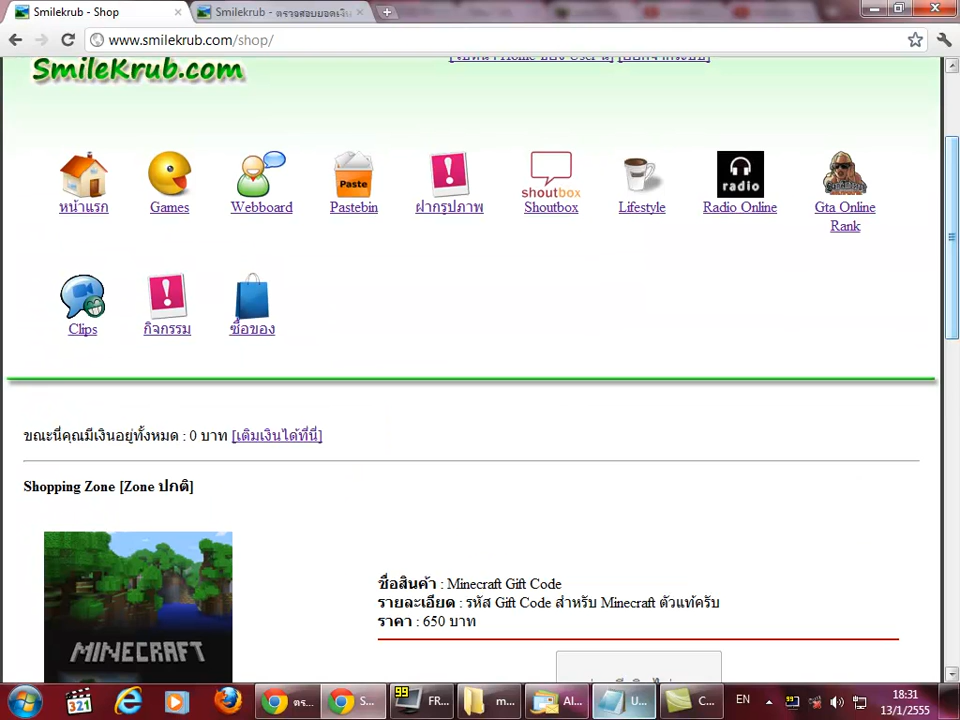 Smilekrub - Shop
Smilekrub - ตรวจสอบยอดเงิน
www.smilekrub.com/shop/
SmileKrub.com
Paste
shoutbox
radio
หน้าแรก Games Webboard Pastebin ฝากรูปภาพ Shoutbox Lifestyle Radio Online Gta Online
Rank
Clips กิจกรรม ซื้อของ
ขณะนี้คุณมีเงินอยู่ทั้งหมด : 0 บาท [เติมเงินได้ที่นี่]
Shopping Zone [Zone ปกติ]
ชื่อสินค้า : Minecraft Gift Code
รายละเอียด : รหัส Gift Code สำหรับ Minecraft ตัวแท้ครับ
ราคา : 650 บาท
MINECRAFT
321
ตร...
S...
99
FR...
m...
Al...
U...
C...
EN
99
18:31
13/1/2555